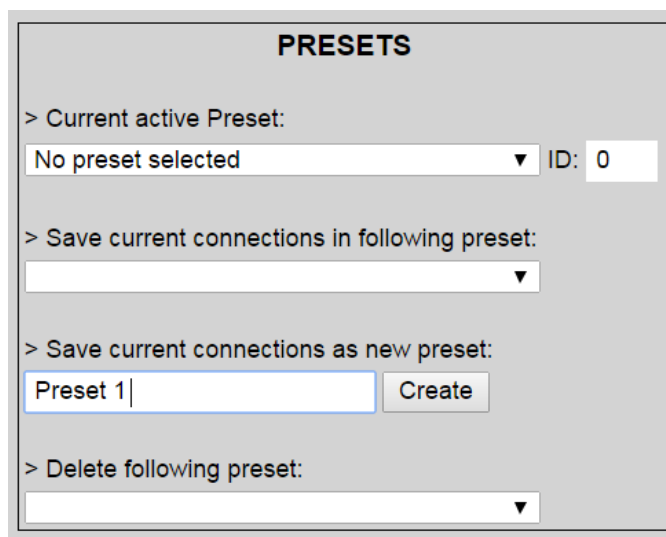 PRESETS
> Current active Preset:
No preset selected ▼ ID: 0
> Save current connections in following preset:
▼
> Save current connections as new preset:
Preset 1 Create
> Delete following preset:
▼